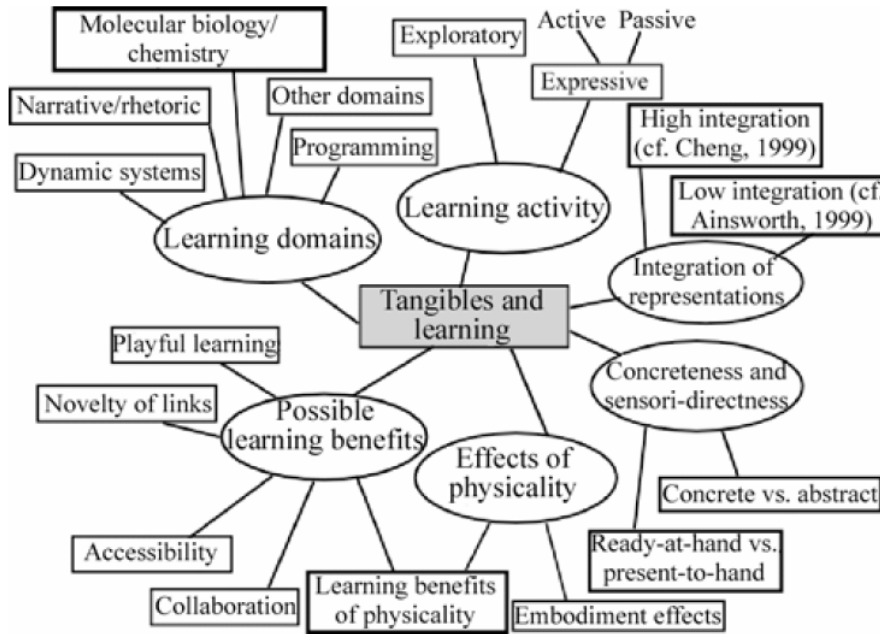 Molecular biology/
chemistry
Exploratory
Active
Passive
Expressive
Narrative/rhetoric
Other domains
Programming
Dynamic systems
High integration
(cf. Cheng, 1999)
Low integration (cf.
Ainsworth, 1999)
Learning domains
Learning activity
Integration of
representations
Tangibles and
learning
Playful learning
Novelty of links
Possible
learning benefits
Concreteness and
sensori-directness
Effects of
physicality
Concrete vs. abstract
Accessibility
Collaboration
Learning benefits
of physicality
Ready-at-hand vs.
present-to-hand
Embodiment effects